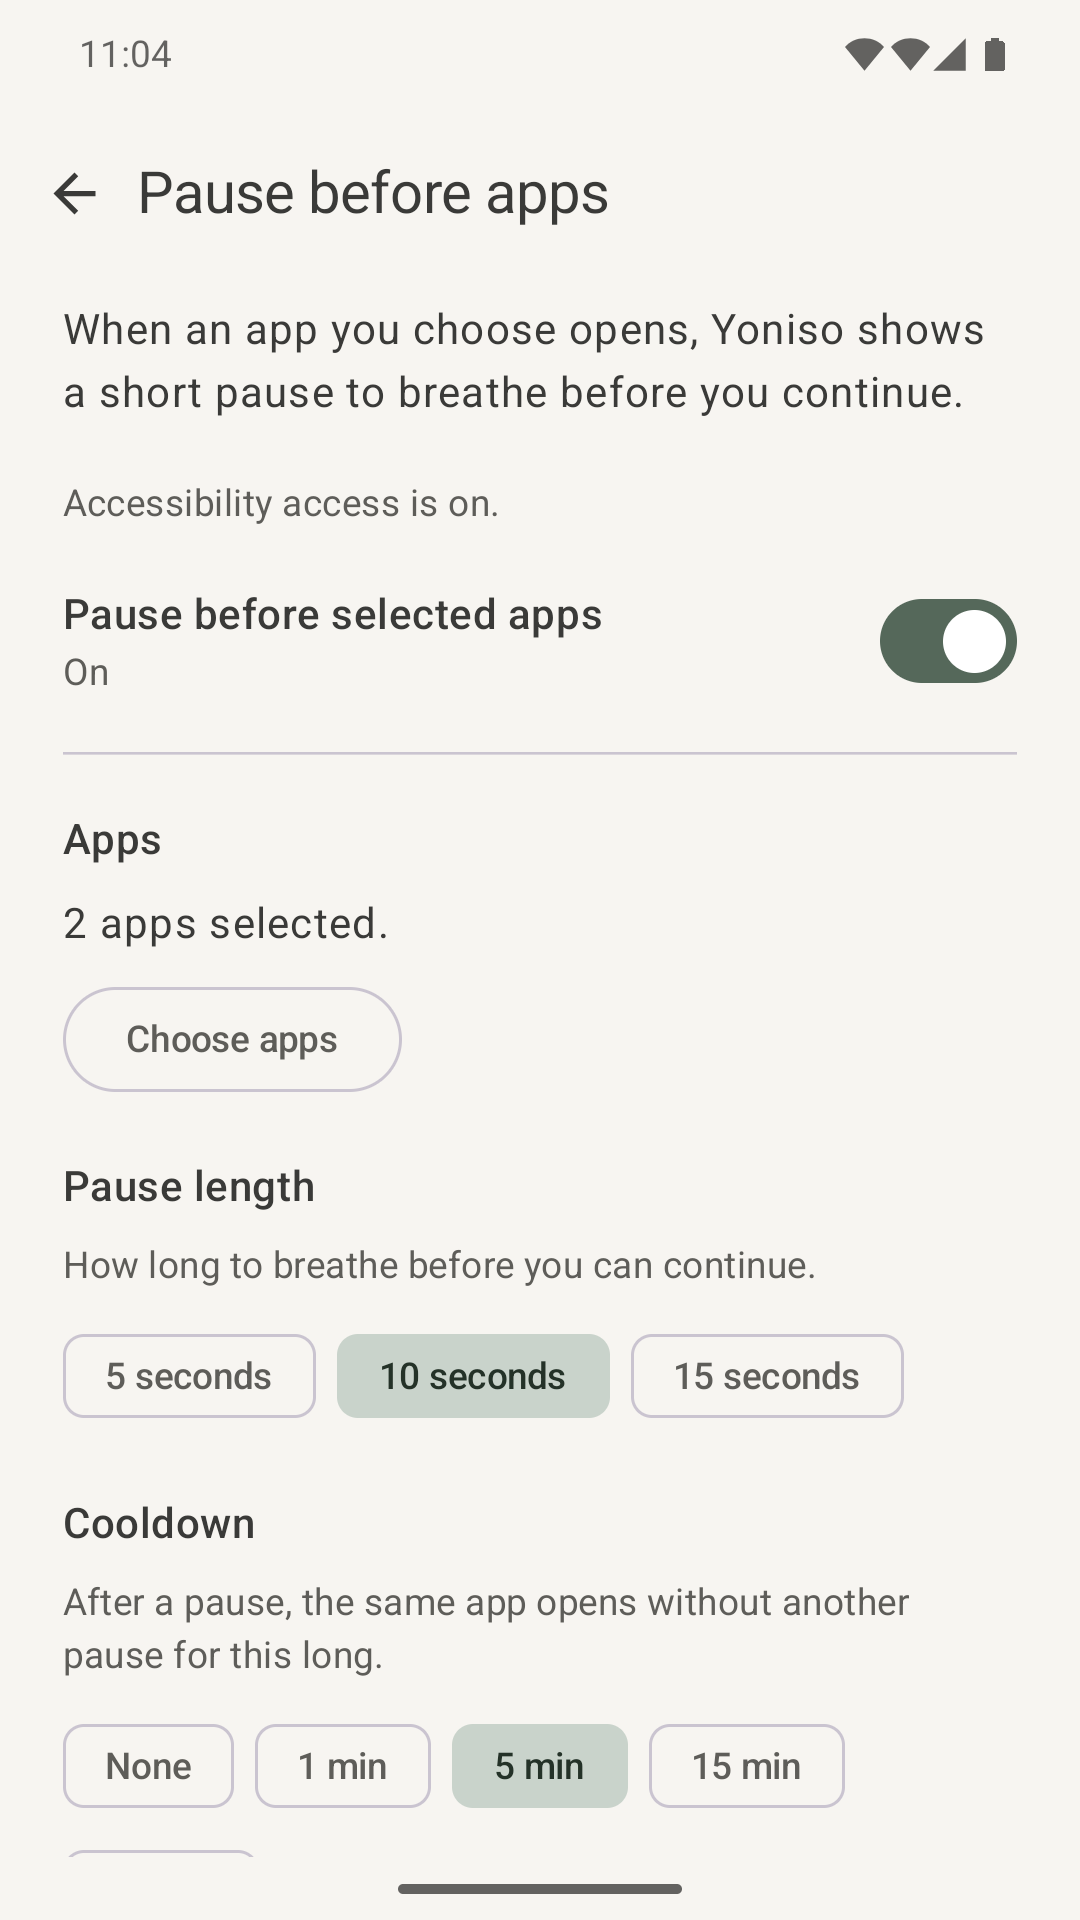 11:04
Pause before apps
When an app you choose opens, Yoniso shows
a short pause to breathe before you continue.
Accessibility access is on.
Pause before selected apps
On
Apps
2 apps selected.
Choose apps
Pause length
How long to breathe before you can continue.
5 seconds
10 seconds
15 seconds
Cooldown
After a pause, the same app opens without another
pause for this long.
None
1 min
5 min
15 min